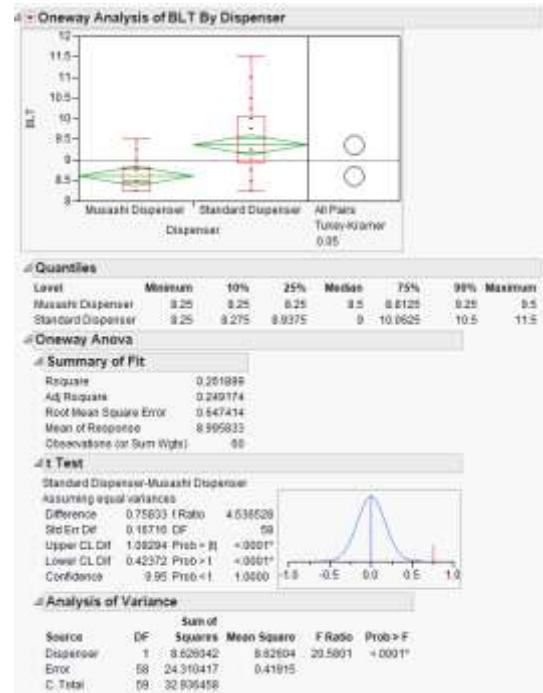 Oneway Analysis of BLT By Dispenser
12
11.5
11
10.5
10
9.5
9
8.5
8
BLT
Musashi Dispenser Standard Dispenser All Pairs
Tukey-Kramer
Dispenser 0.05
Quantiles
Level Minimum 10% 25% Median 75% 90% Maximum
Musashi Dispenser 8.25 8.25 8.5 9.25 9.5
Standard Dispenser 8.25 8.275 8.9375 9 10.0625 10.5 11.5
Oneway Anova
Summary of Fit
Rsquare
Adj Rsquare 0.249174
Root Mean Square Error 0.647414
Mean of Response 8.995833
Observations (or Sum Wgts) 60
t Test
Standard Dispenser-Musashi Dispenser
Assuming equal variances
Difference 0.75833 t Ratio 4.536528
Std Err Dif 0.16716 DF 58
Upper CL Dif 1.09294 Prob > |t| <.0001*
Lower CL Dif 0.42372 Prob > t <.0001*
Confidence 0.95 Prob < t 1.0000
-1.0 -0.5 0.0 0.5 1.0
Analysis of Variance
Sum of
Source DF Squares Mean Square F Ratio Prob > F
Dispenser 1 8.626042 8.62604 20.5801 <.0001*
Error 58 24.310417 0.41915
C. Total 59 32.936458